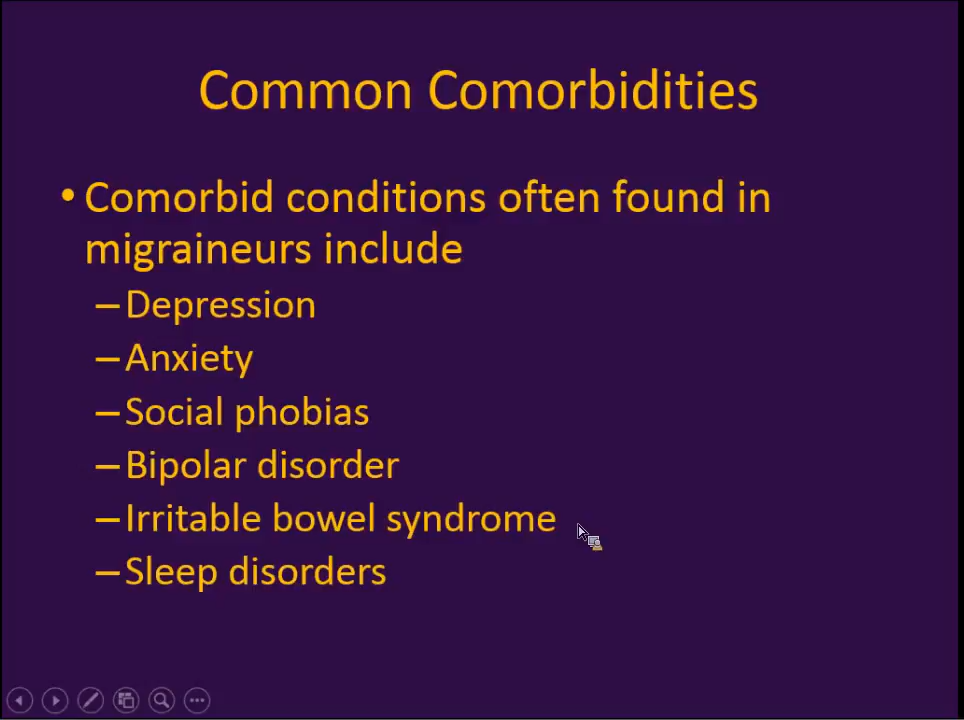 Common Comorbidities
• Comorbid conditions often found in
migraineurs include
–Depression
–Anxiety
–Social phobias
–Bipolar disorder
–Irritable bowel syndrome
–Sleep disorders